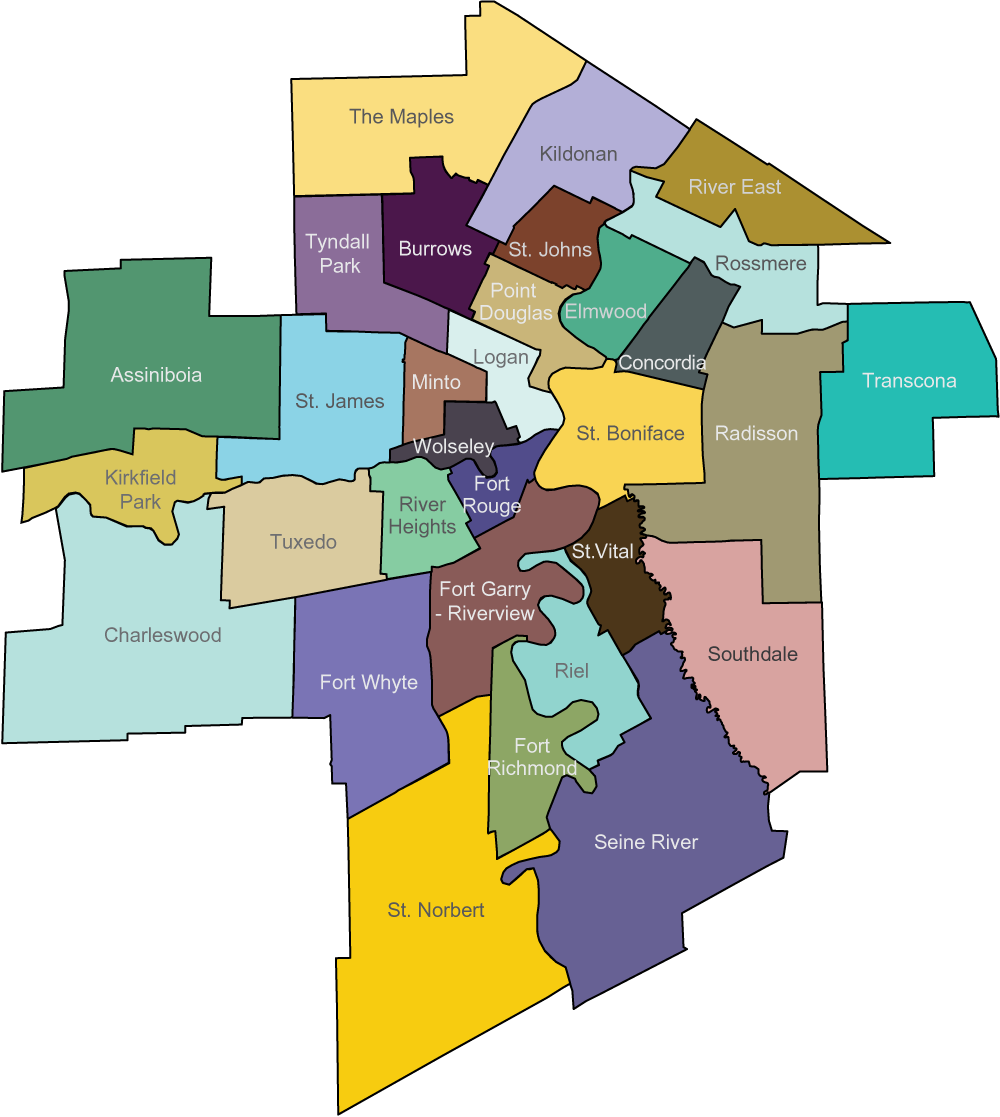 The Maples
Kildonan
River East
Tyndall
Park
Burrows
St. Johns
Rossmere
Point
Douglas
Elmwood
Assiniboia
St. James
Minto
Logan
Concordia
Transcona
Wolseley
St. Boniface
Radisson
Kirkfield
Park
Fort
Rouge
River
Heights
Tuxedo
St.Vital
Fort Garry
- Riverview
Charleswood
Fort Whyte
Riel
Southdale
Fort
Richmond
Seine River
St. Norbert